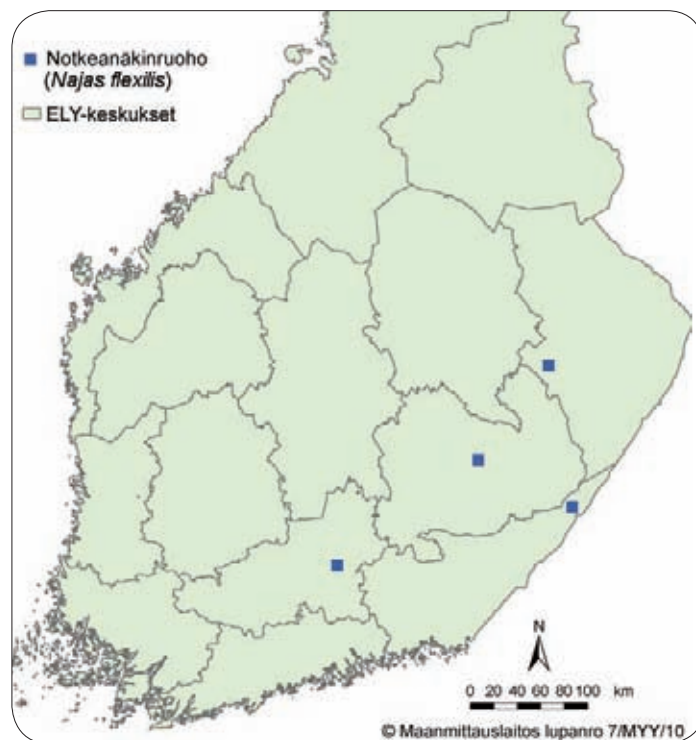 Notkeanäkinruoho
(Najas flexilis)
ELY-keskukset
N
0 20 40 60 80 100 km
© Maanmittauslaitos lupanro 7/MYY/10